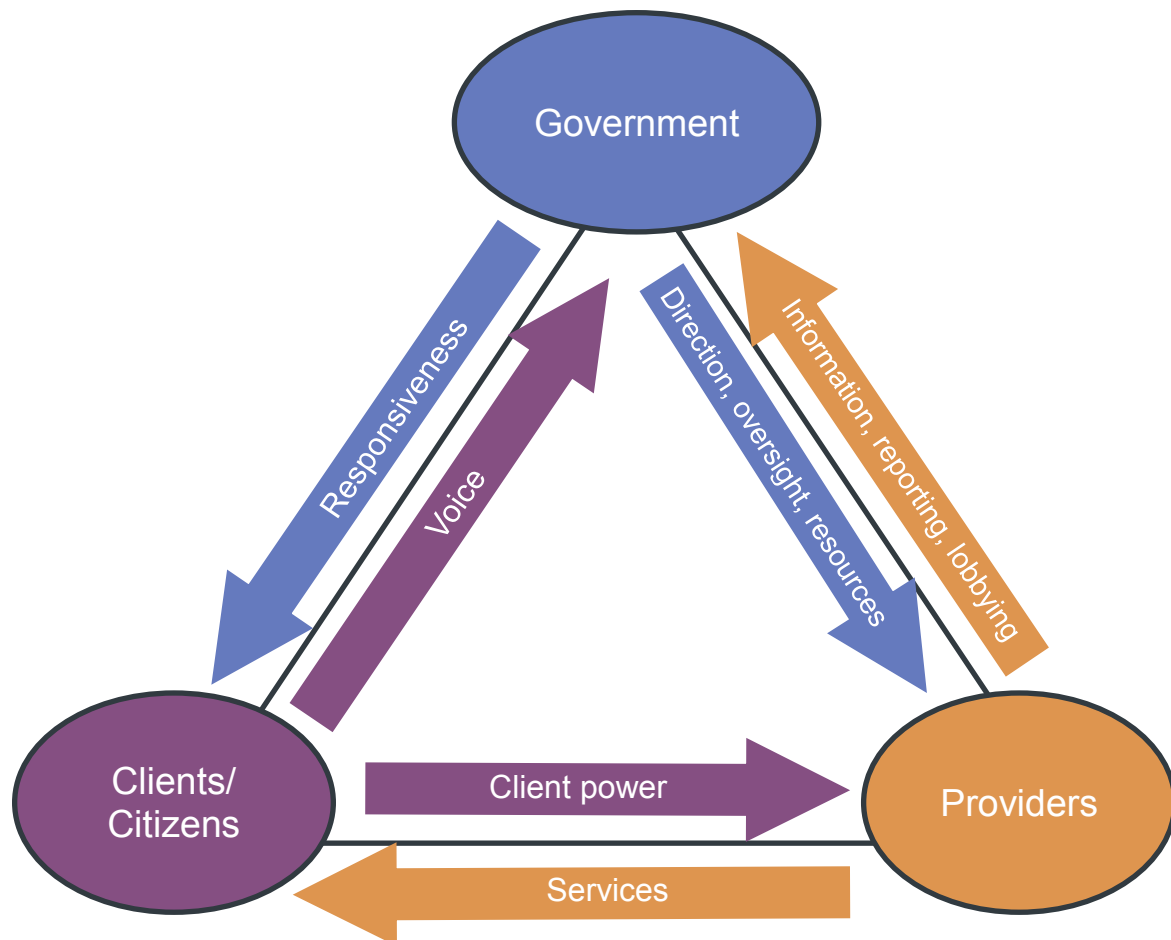 Government
Responsiveness
Voice
Direction, oversight, resources
Information, reporting, lobbying
Clients/
Citizens
Client power
Providers
Services